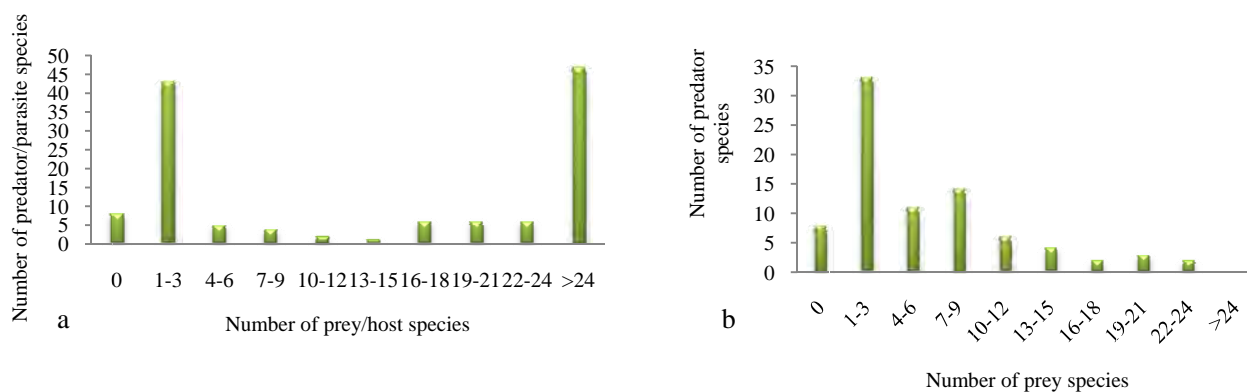 Number of predator/parasite species
50
45
40
35
30
25
20
15
10
5
0
0 1-3 4-6 7-9 10-12 13-15 16-18 19-21 22-24 >24
a
Number of prey/host species
Number of predator
species
35
30
25
20
15
10
5
0
0 1-3 4-6 7-9 10-12 13-15 16-18 19-21 22-24 >24
b
Number of prey species